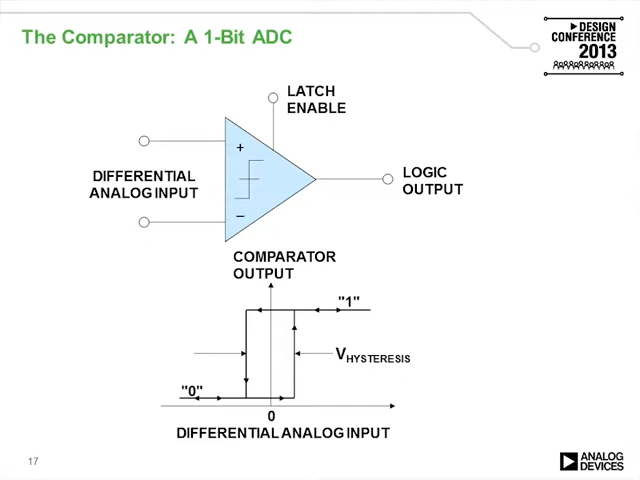 The Comparator: A 1-Bit ADC
DESIGN
CONFERENCE
2013
LATCH
ENABLE
+
DIFFERENTIAL
ANALOG INPUT
LOGIC
OUTPUT
–
COMPARATOR
OUTPUT
"1"
VHYSTERESIS
"0"
0
DIFFERENTIAL ANALOG INPUT
17
ANALOG
DEVICES